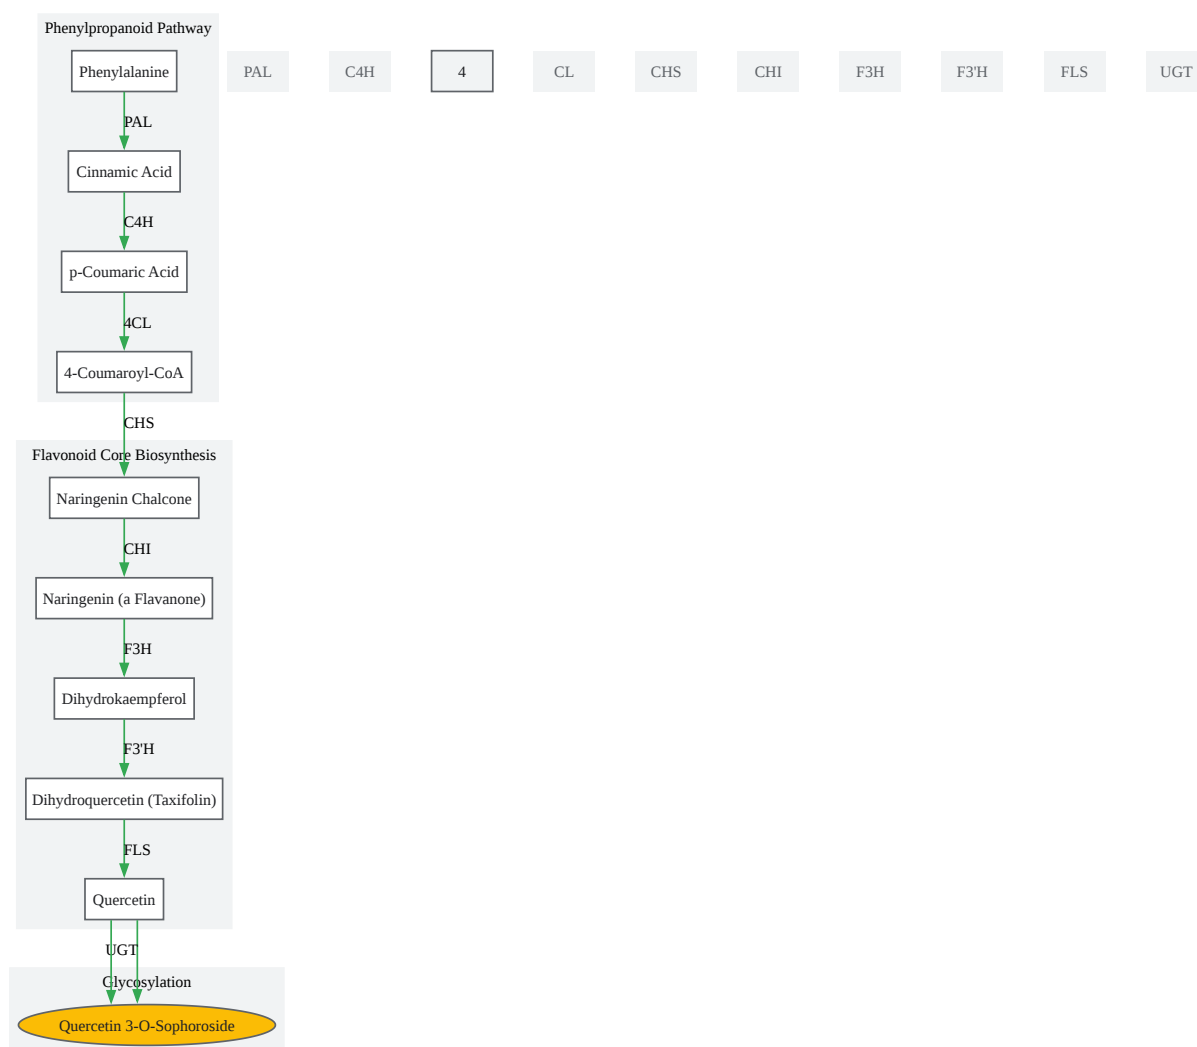 Phenylpropanoid Pathway
Phenylalanine
PAL
C4H
4
CL
CHS
CHI
F3H
F3'H
FLS
UGT
PAL
Cinnamic Acid
C4H
p-Coumaric Acid
4CL
4-Coumaroyl-CoA
CHS
Flavonoid Core Biosynthesis
Naringenin Chalcone
CHI
Naringenin (a Flavanone)
F3H
Dihydrokaempferol
F3'H
Dihydroquercetin (Taxifolin)
FLS
Quercetin
UGT
Glycosylation
Quercetin 3-O-Sophoroside